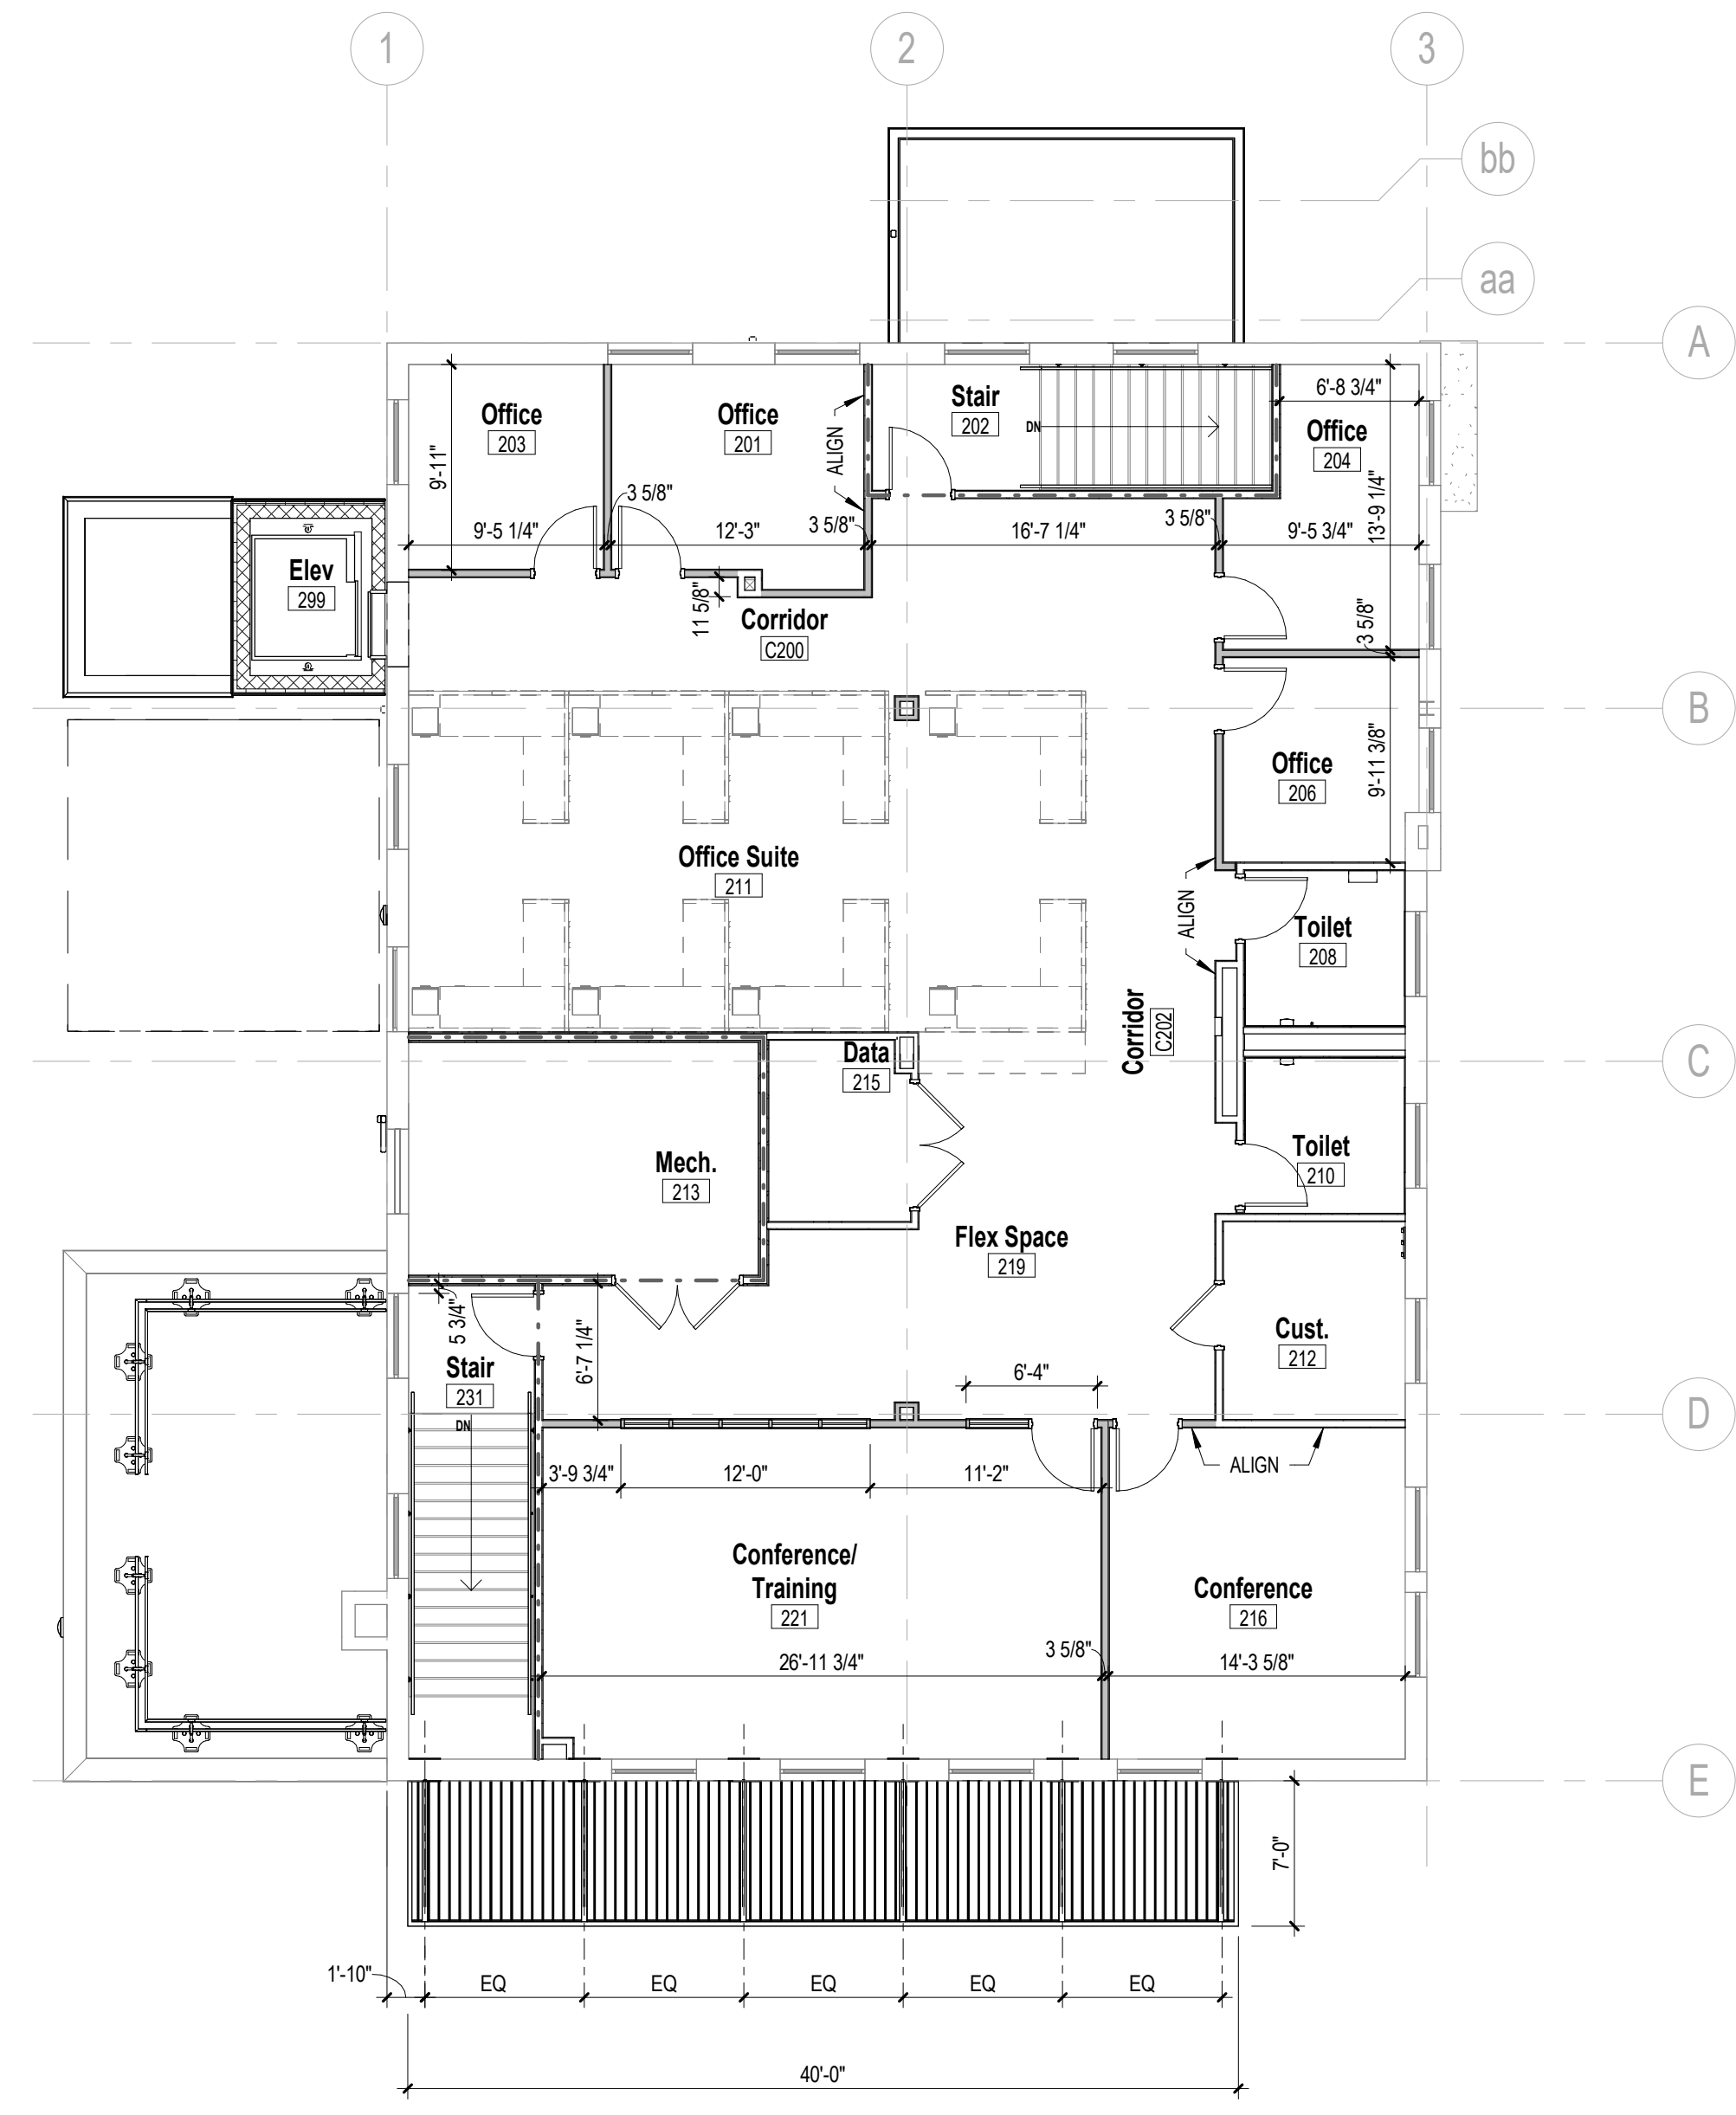 1
2
3
bb
aa
A
Office
203
Office
201
ALIGN
Stair
202
DN
6'-8 3/4"
Office
204
9'-11"
13'-9 1/4"
3 5/8"
9'-5 1/4"
12'-3"
3 5/8"
16'-7 1/4"
3 5/8"
9'-5 3/4"
Elev
299
11 5/8"
Corridor
C200
3 5/8"
B
Office
206
9'-11 3/8"
Office Suite
211
ALIGN
Toilet
208
Corridor
C202
Data
215
C
Mech.
213
Toilet
210
Flex Space
219
5 3/4"
6'-7 1/4"
Cust.
212
Stair
231
DN
6'-4"
D
3'-9 3/4"
12'-0"
11'-2"
ALIGN
Conference/
Training
221
Conference
216
26'-11 3/4"
3 5/8"
14'-3 5/8"
E
7'-0"
1'-10"
EQ
EQ
EQ
EQ
EQ
40'-0"